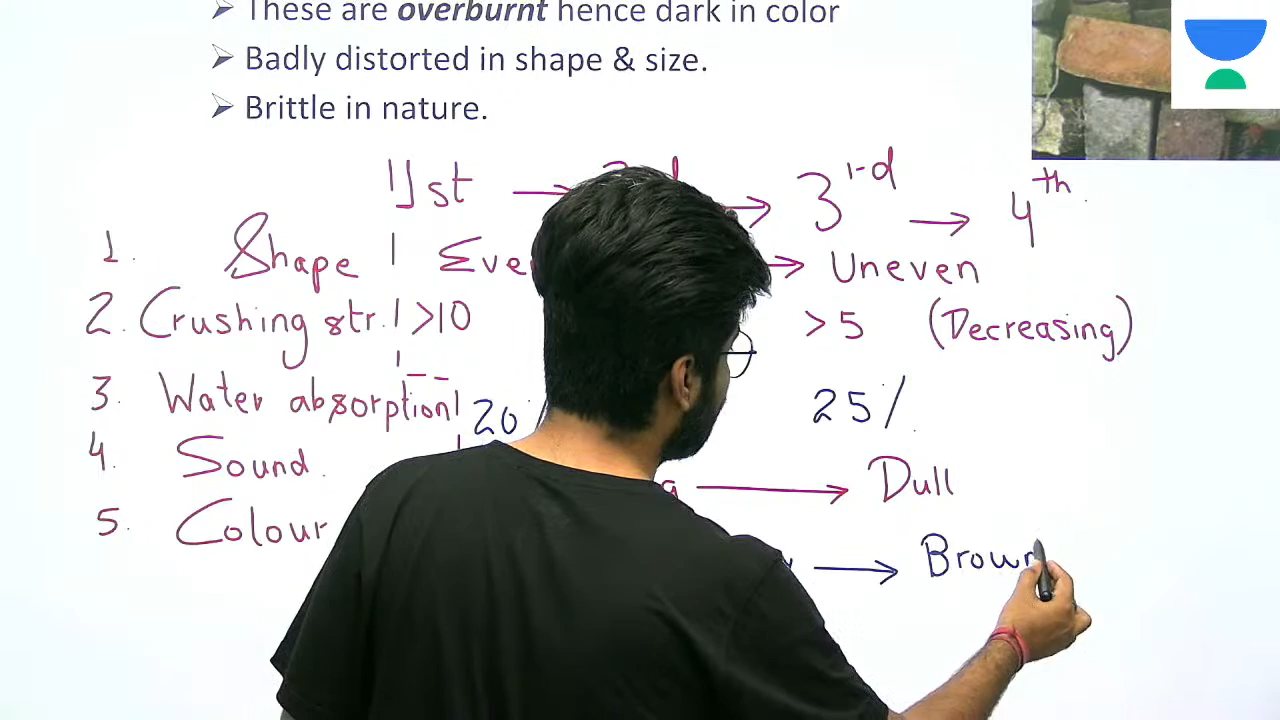 These are overburnt hence dark in color
Badly distorted in shape & size.
Brittle in nature.
1st → → 3rd → 4th
1. Shape → Uneven
2. Crushing str. >10 >5 (Decreasing)
3. Water absorption 20 25%
4. Sound. → Dull
5. Colour → Brown